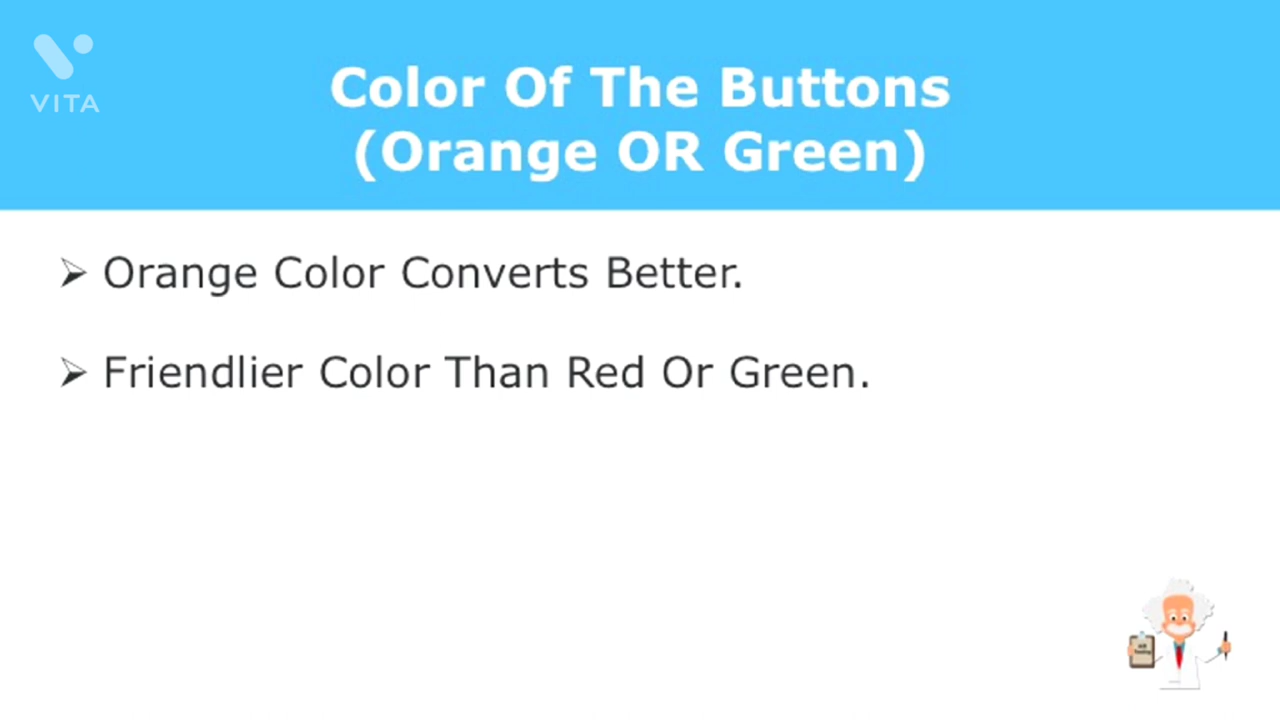 VITA
Color Of The Buttons
(Orange OR Green)
Orange Color Converts Better.
Friendlier Color Than Red Or Green.